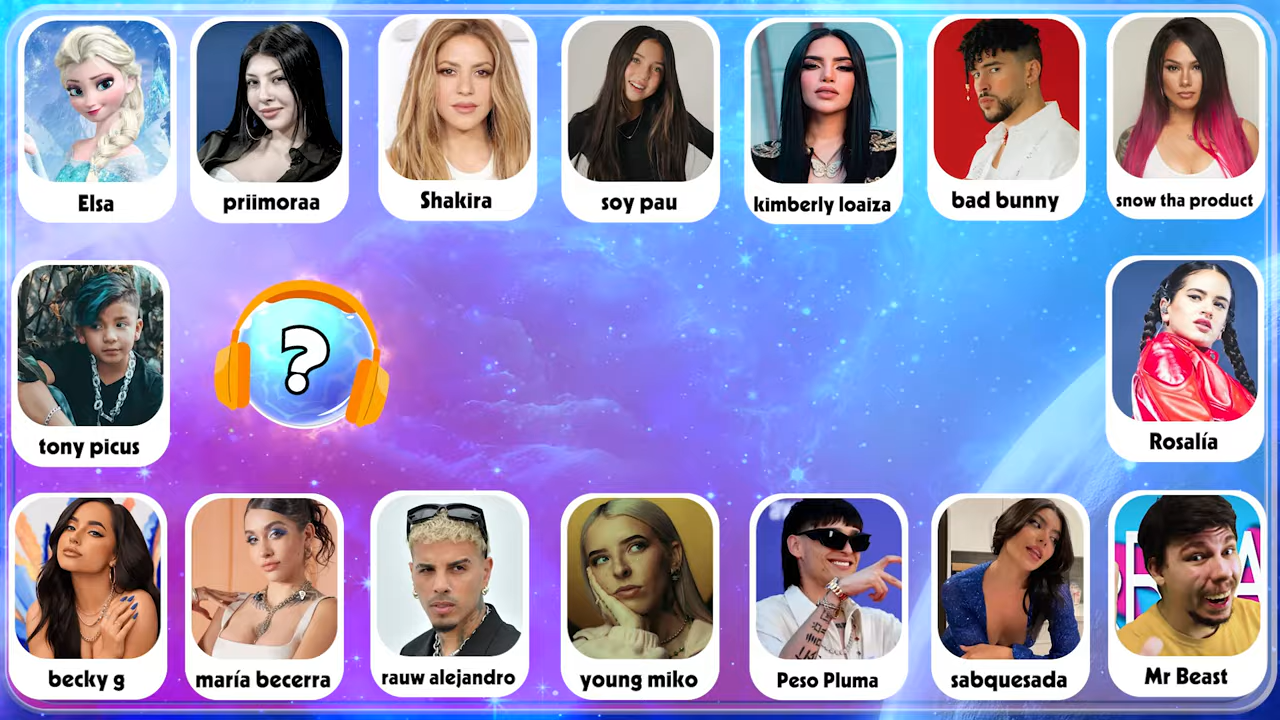 Elsa
priimoraa
Shakira
soy pau
kimberly loaiza
bad bunny
snow tha product
tony picus
?
Rosalía
becky g
maría becerra
rauw alejandro
young miko
Peso Pluma
sabquesada
Mr Beast